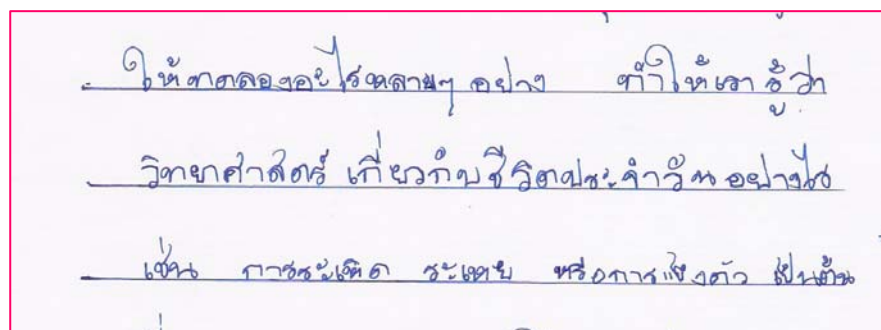 ให้ทดลองอะไรหลายๆ อย่าง ทำให้เรารู้ว่า
วิทยาศาสตร์ เกี่ยวกับชีวิตประจำวันอย่างไร
เช่น การระเหิด ระเหย หรือการแข็งตัว เป็นต้น